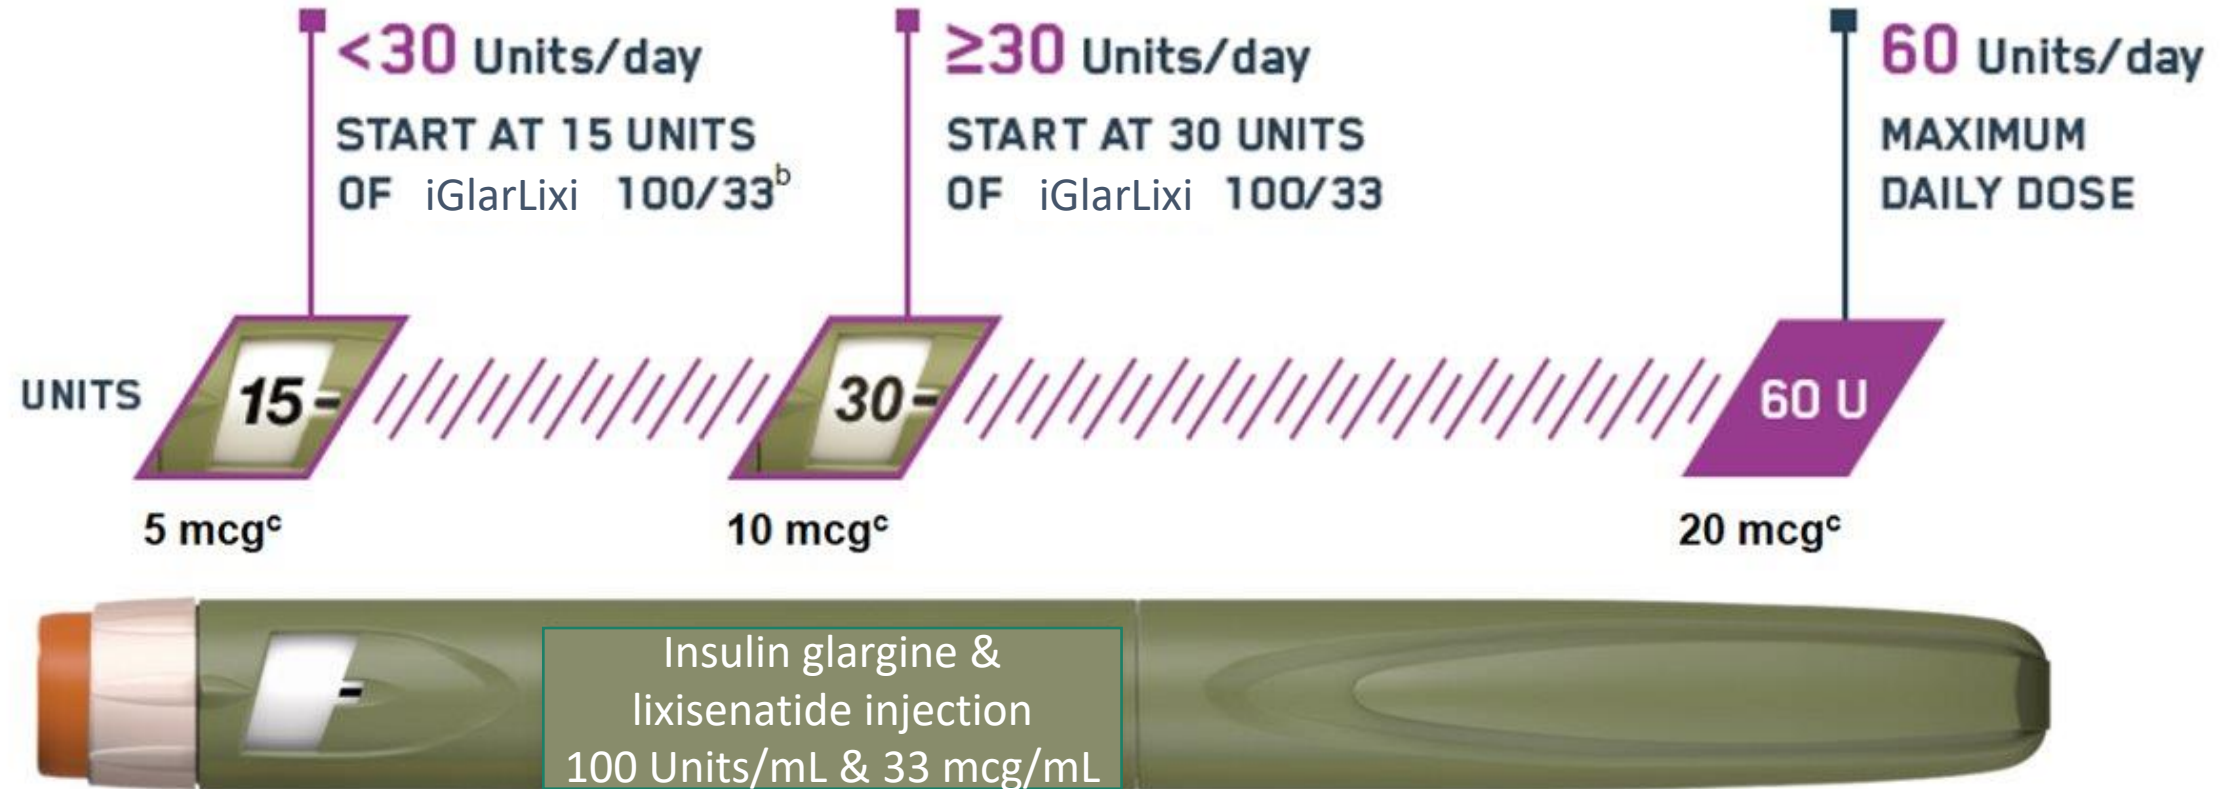 <30 Units/day
START AT 15 UNITS
OF iGlarLixi 100/33ᵇ
≥30 Units/day
START AT 30 UNITS
OF iGlarLixi 100/33
60 Units/day
MAXIMUM
DAILY DOSE
UNITS
15-
30-
60 U
5 mcgᶜ
10 mcgᶜ
20 mcgᶜ
Insulin glargine &
lixisenatide injection
100 Units/mL & 33 mcg/mL